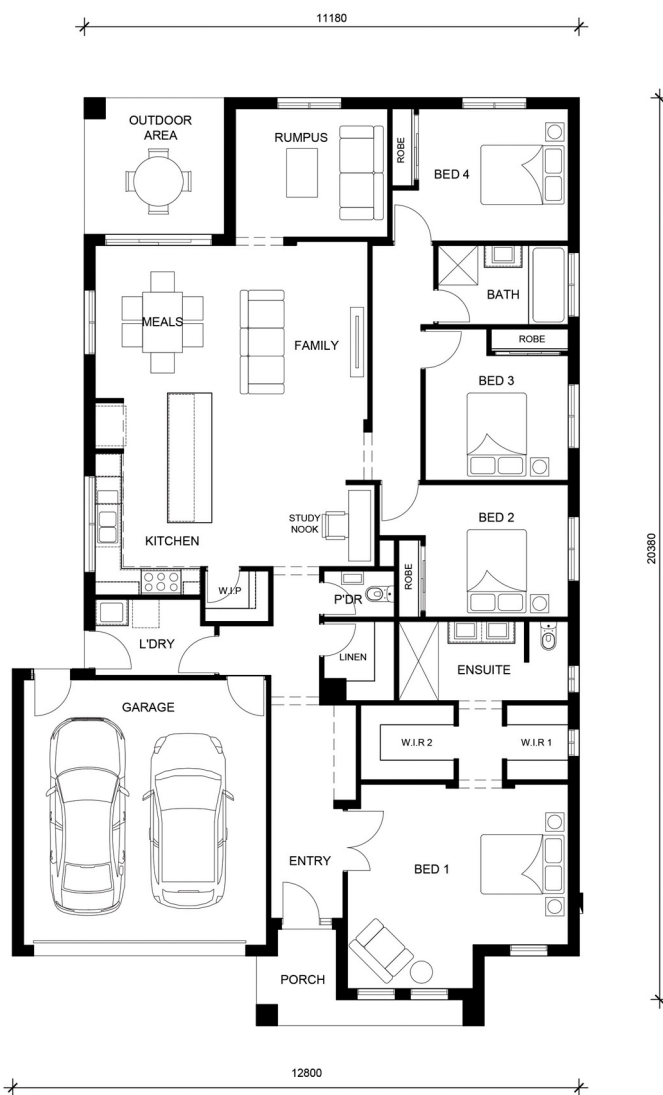 11180
OUTDOOR
AREA
RUMPUS
ROBE
BED 4
BATH
MEALS
FAMILY
ROBE
BED 3
KITCHEN
STUDY
NOOK
BED 2
20380
W.I.P
P'DR
ROBE
L'DRY
LINEN
ENSUITE
GARAGE
W.I.R 2
W.I.R 1
ENTRY
BED 1
PORCH
12800